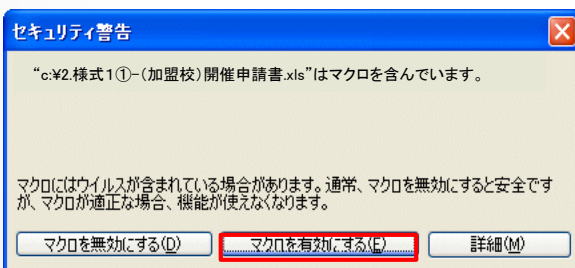 セキュリティ警告
“c:¥2.様式1①-(加盟校)開催申請書.xls”はマクロを含んでいます。
マクロにはウイルスが含まれている場合があります。通常、マクロを無効にすると安全です
が、マクロが適正な場合、機能が使えなくなります。
マクロを無効にする(D) マクロを有効にする(E) 詳細(M)